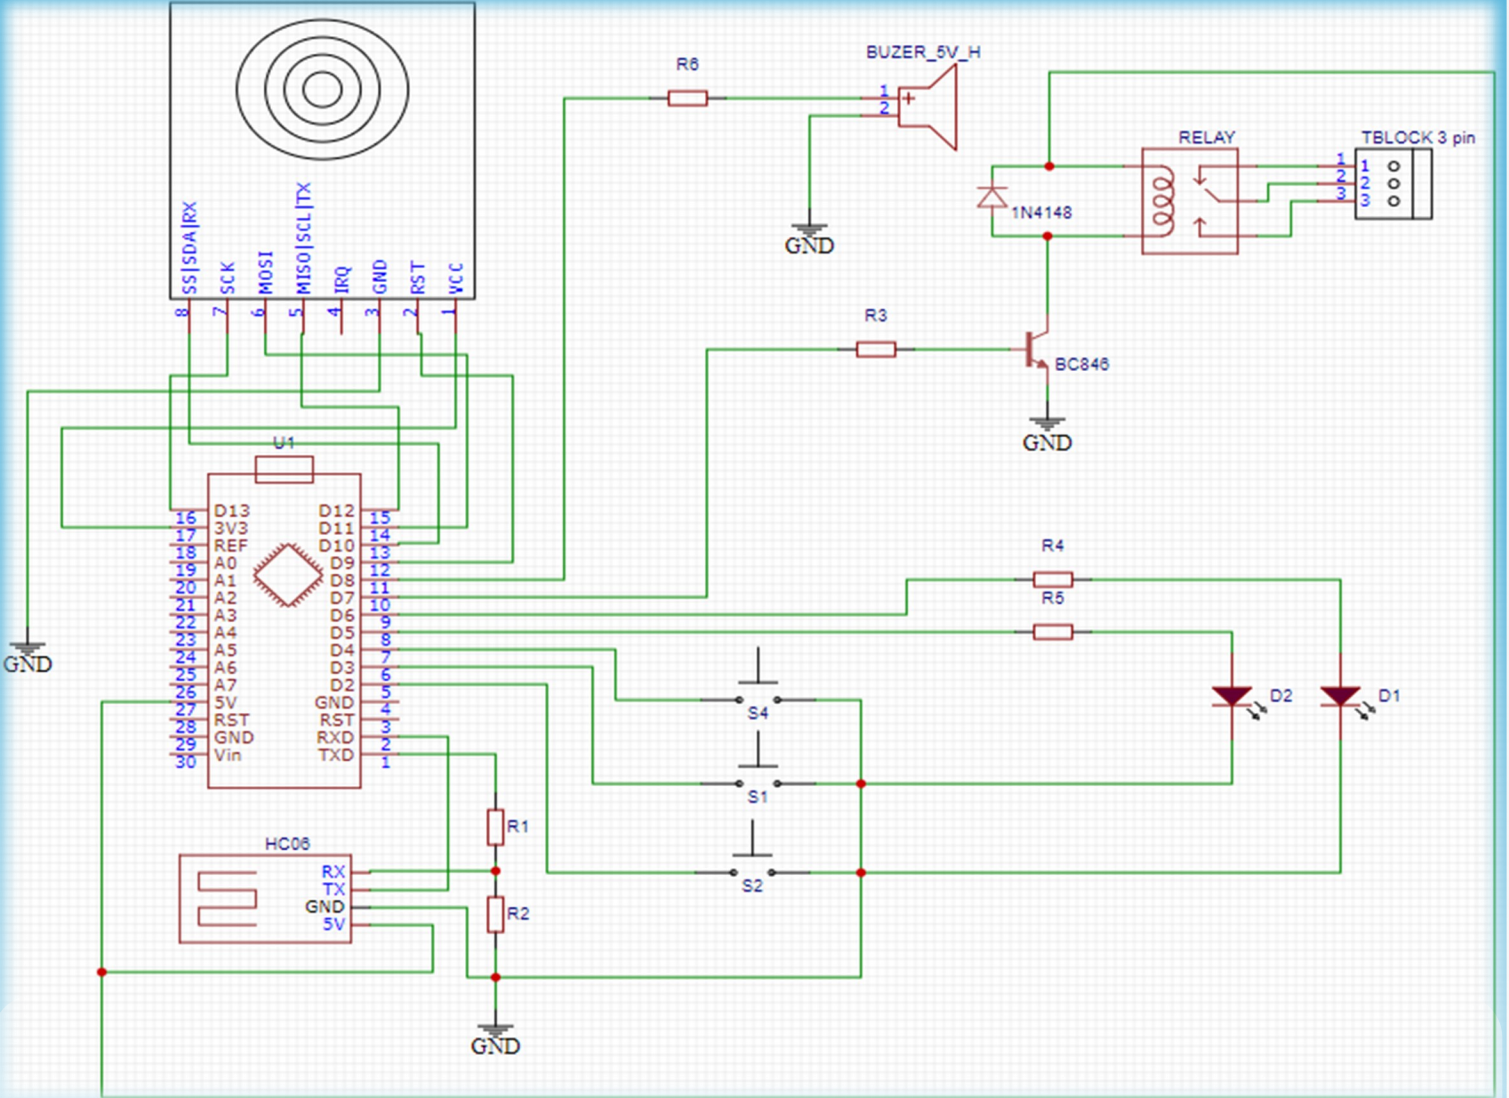 BUZER_5V_H
R6
1
2
GND
RELAY
TBLOCK 3 pin
1 1
2 2
3 3
1N4148
SS|SDA|RX
SCK
MOSI
MISO|SCL|TX
IRQ
GND
RST
VCC
8
7
6
5
4
3
2
1
R3
BC846
GND
U1
D13 D12
16 15
3V3 D11
17 14
REF D10
18 13
A0 D9
19 12
A1 D8
20 11
A2 D7
21 10
A3 D6
22 9
A4 D5
23 8
A5 D4
24 7
A6 D3
25 6
A7 D2
26 5
5V GND
27 4
RST RST
28 3
GND RXD
29 2
Vin TXD
30 1
GND
R4
R5
D2
D1
S4
S1
S2
R1
R2
HC06
RX
TX
GND
5V
GND